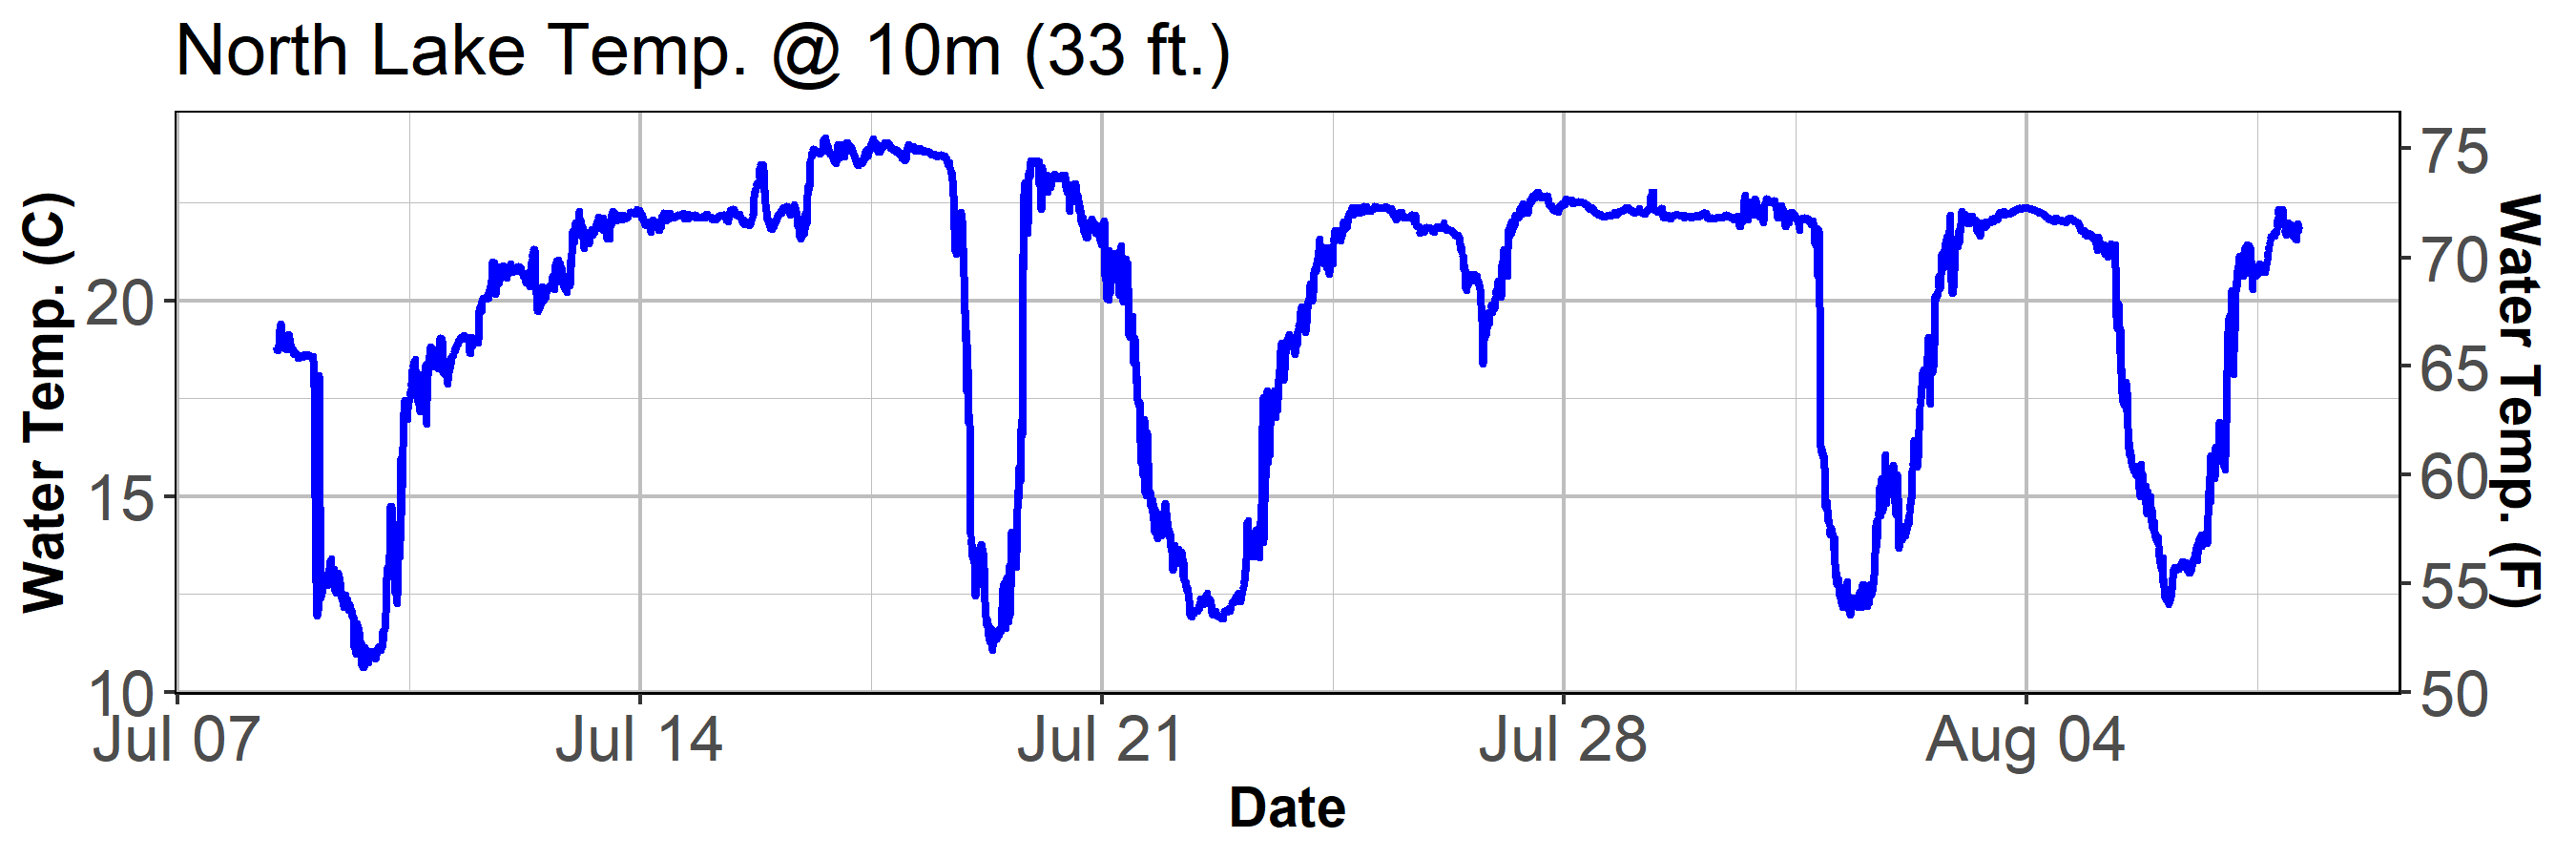 North Lake Temp. @ 10m (33 ft.)
Water Temp. (C)
20
15
10
75
70
65
60
55
50
Water Temp. (F)
Jul 07 Jul 14 Jul 21 Jul 28 Aug 04
Date